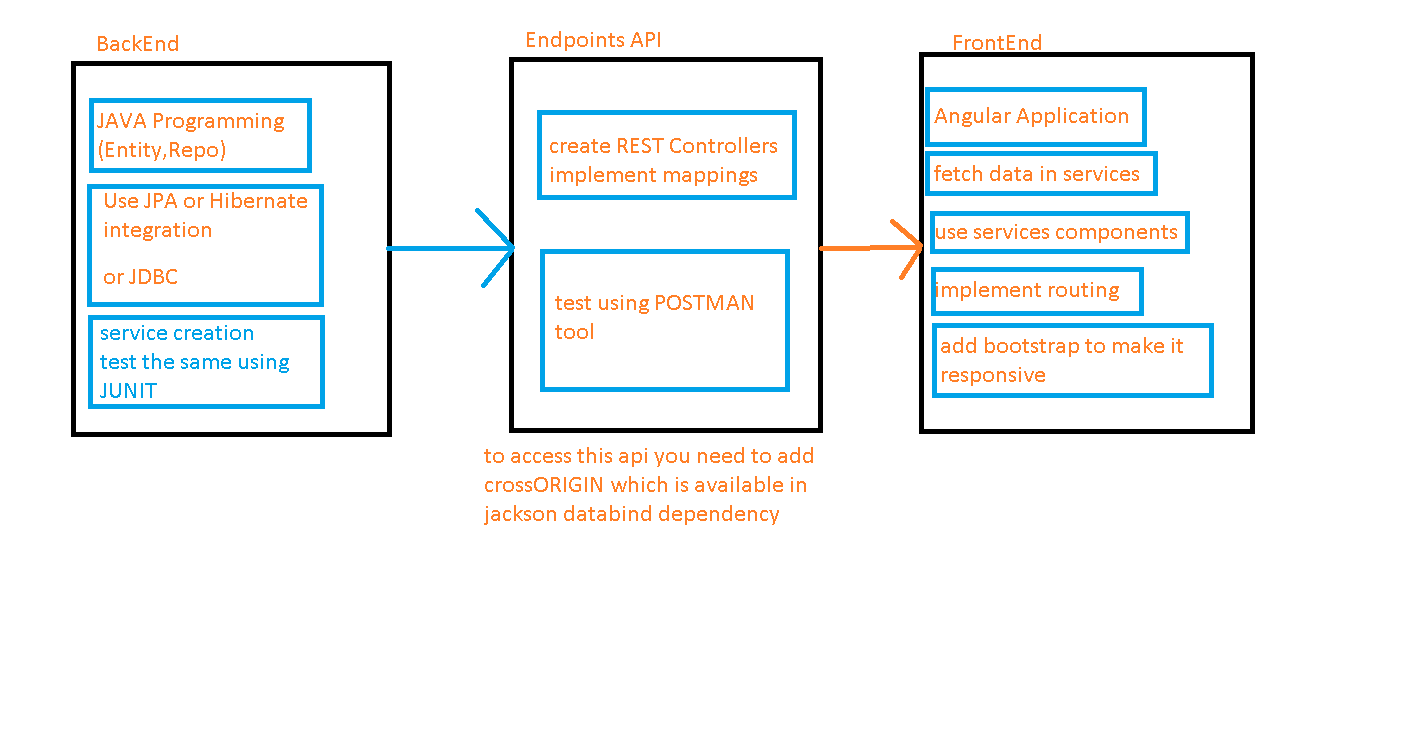 BackEnd
JAVA Programming
(Entity,Repo)
Use JPA or Hibernate
integration
or JDBC
service creation
test the same using
JUNIT
Endpoints API
create REST Controllers
implement mappings
test using POSTMAN
tool
to access this api you need to add
crossORIGIN which is available in
jackson databind dependency
FrontEnd
Angular Application
fetch data in services
use services components
implement routing
add bootstrap to make it
responsive